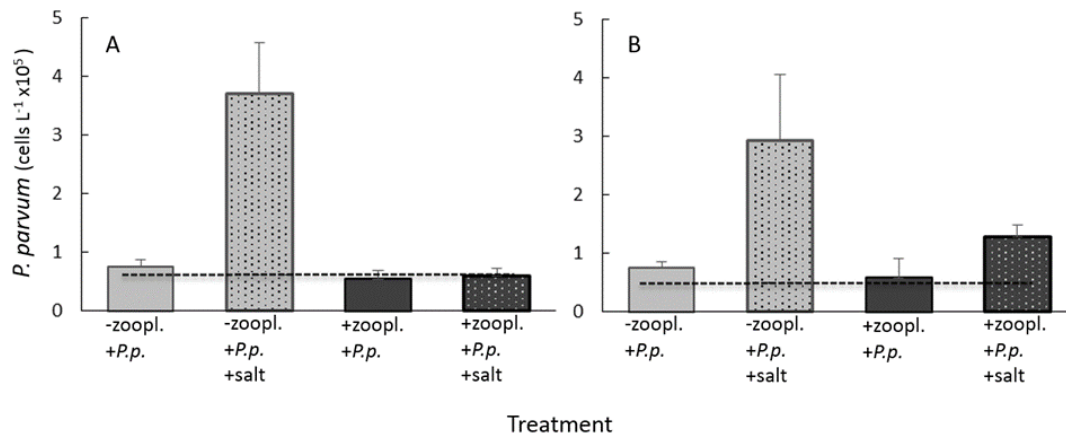 P. parvum (cells L⁻¹ x10⁵)
5
4
3
2
1
0
A
-zoopl.
+P.p.
-zoopl.
+P.p.
+salt
+zoopl.
+P.p.
+zoopl.
+P.p.
+salt
5
4
3
2
1
0
B
-zoopl.
+P.p.
-zoopl.
+P.p.
+salt
+zoopl.
+P.p.
+zoopl.
+P.p.
+salt
Treatment